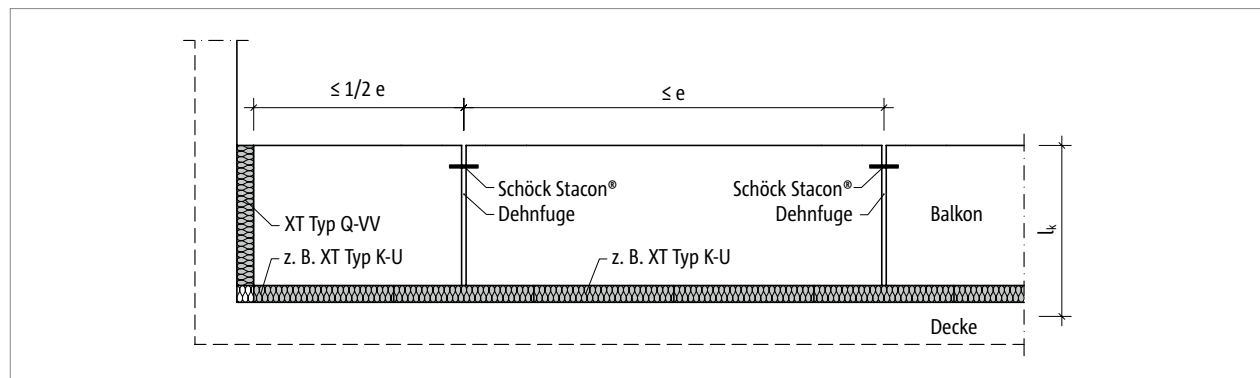 ≤ 1/2 e
≤ e
Schöck Stacon®
Dehnfuge
Schöck Stacon®
Dehnfuge
Balkon
XT Typ Q-VV
z. B. XT Typ K-U
z. B. XT Typ K-U
lₖ
Decke